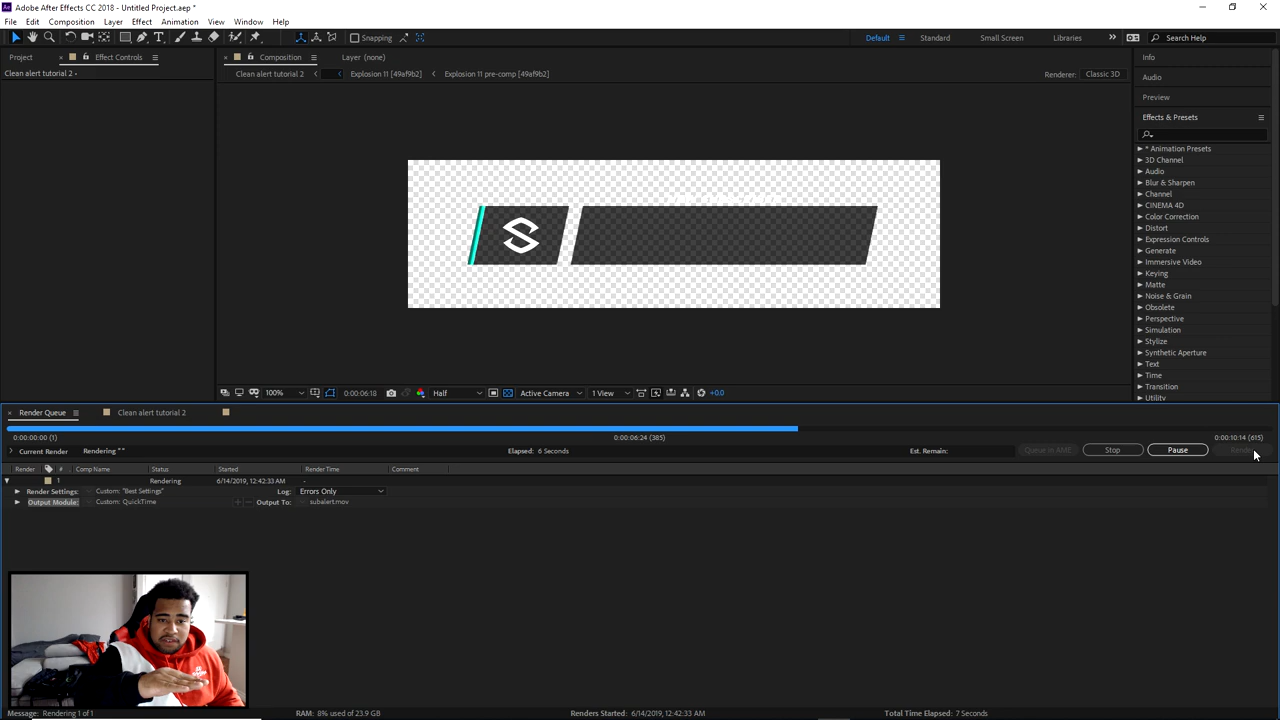 Adobe After Effects CC 2018 - Untitled Project.aep *
File Edit Composition Layer Effect Animation View Window Help
Snapping Default Standard Small Screen Libraries Search Help
Project Effect Controls Composition Layer (none) Info
Clean alert tutorial 2 • Clean alert tutorial 2 Explosion 11 [49af9b2] Explosion 11 pre-comp [49af9b2] Renderer: Classic 3D Audio
Preview
Effects & Presets
* Animation Presets
3D Channel
Audio
Blur & Sharpen
Channel
CINEMA 4D
Color Correction
Distort
Expression Controls
Generate
Immersive Video
Keying
Matte
Noise & Grain
Obsolete
Perspective
Simulation
Stylize
Synthetic Aperture
Text
Time
Transition
Utility
100% 0:00:06:18 Half Active Camera 1 View +0.0
Render Queue Clean alert tutorial 2
0:00:00:00 (1) 0:00:06:24 (385) 0:00:10:14 (615)
Current Render Rendering " " Elapsed: 6 Seconds Est. Remain: Queue in AME Stop Pause Render
Render # Comp Name Status Started Render Time Comment
1 Rendering 6/14/2019, 12:42:33 AM -
Render Settings: Custom: "Best Settings" Log: Errors Only
Output Module: Custom: QuickTime Output To: subalert.mov
Message: Rendering 1 of 1 RAM: 8% used of 23.9 GB Renders Started: 6/14/2019, 12:42:33 AM Total Time Elapsed: 7 Seconds